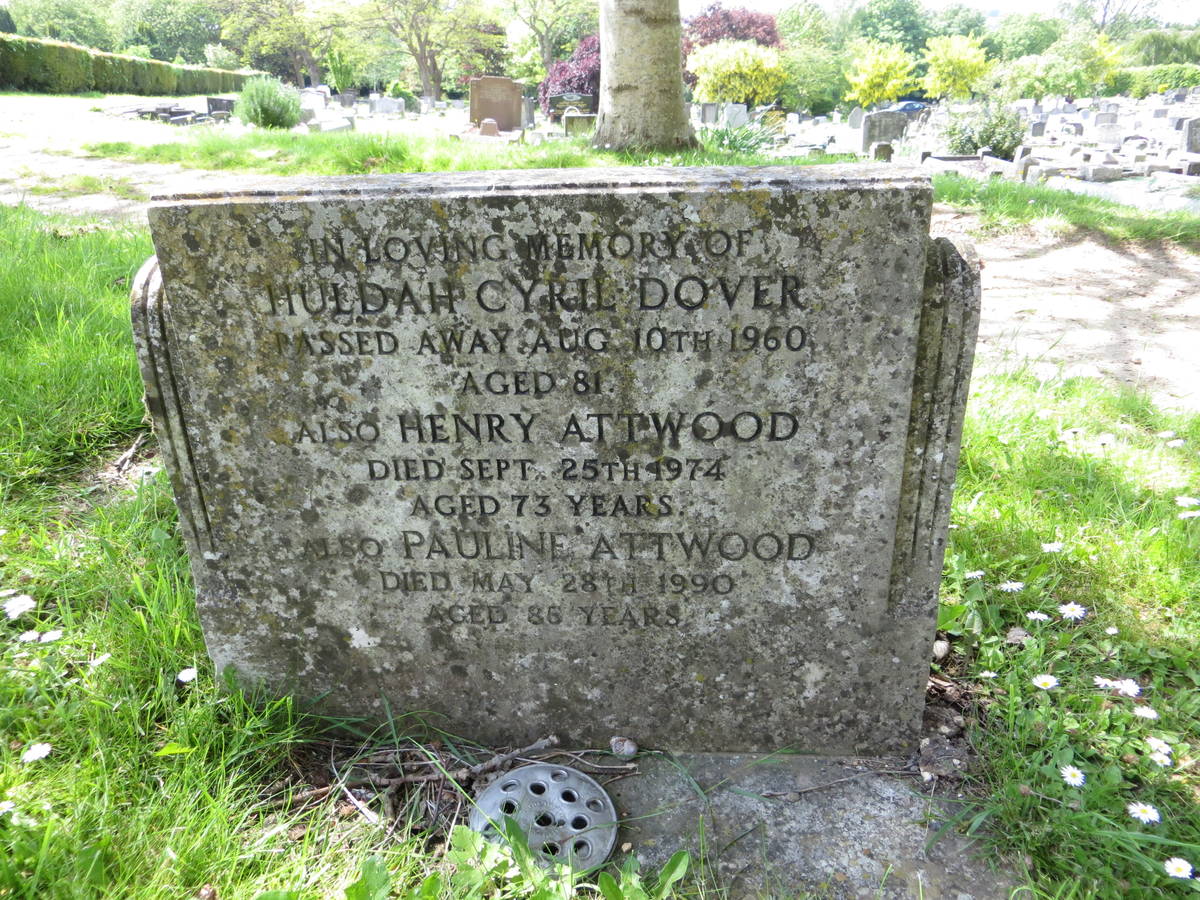 IN LOVING MEMORY OF
HULDAH CYRIL DOVER
PASSED AWAY AUG 10TH 1960
AGED 81.
ALSO HENRY ATTWOOD
DIED SEPT. 25TH 1974
AGED 73 YEARS.
ALSO PAULINE ATTWOOD
DIED MAY 28TH 1990
AGED 86 YEARS.